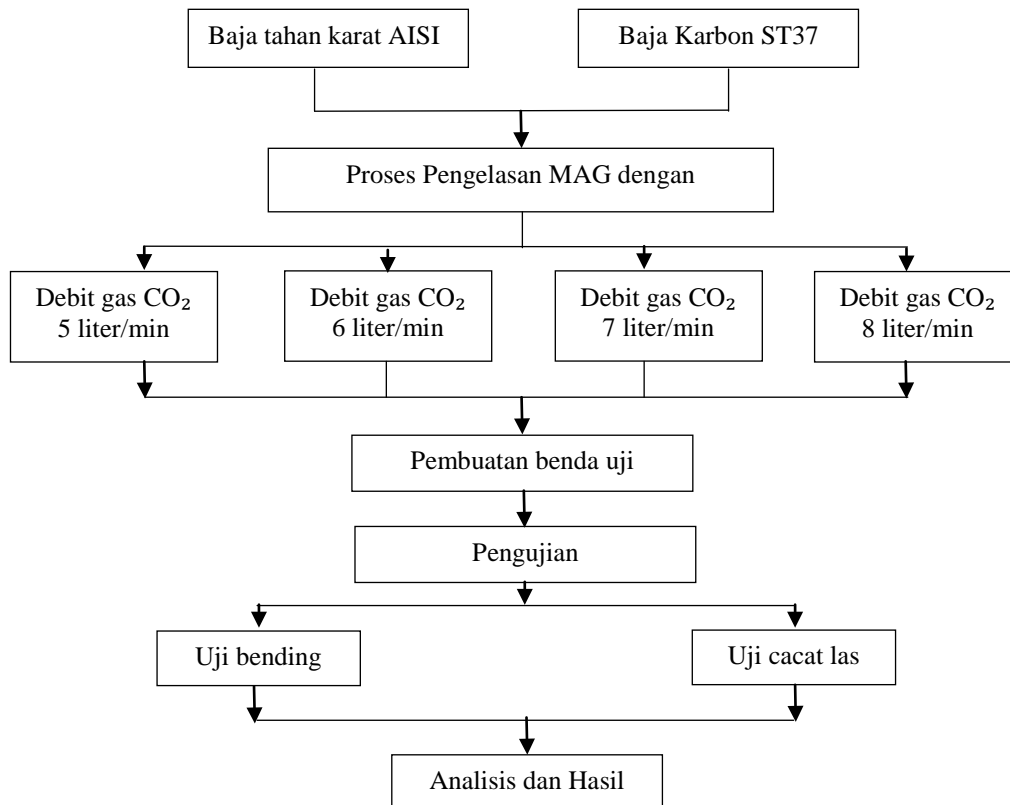 Baja tahan karat AISI
Baja Karbon ST37
Proses Pengelasan MAG dengan
Debit gas CO₂
5 liter/min
Debit gas CO₂
6 liter/min
Debit gas CO₂
7 liter/min
Debit gas CO₂
8 liter/min
Pembuatan benda uji
Pengujian
Uji bending
Uji cacat las
Analisis dan Hasil